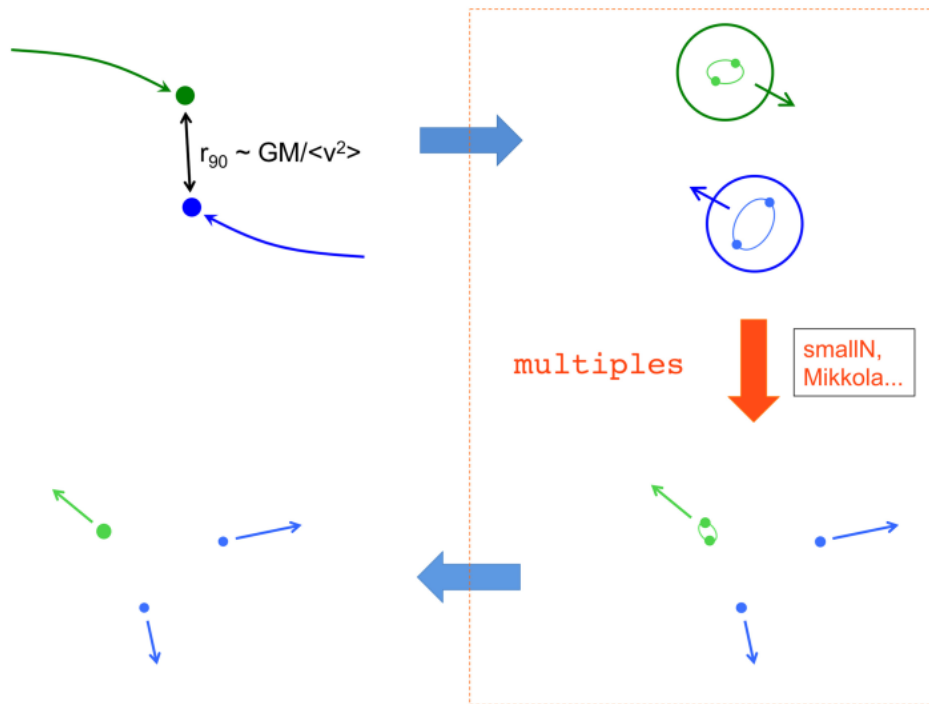 r₉₀ ~ GM/<v²>
multiples
smallN,
Mikkola...